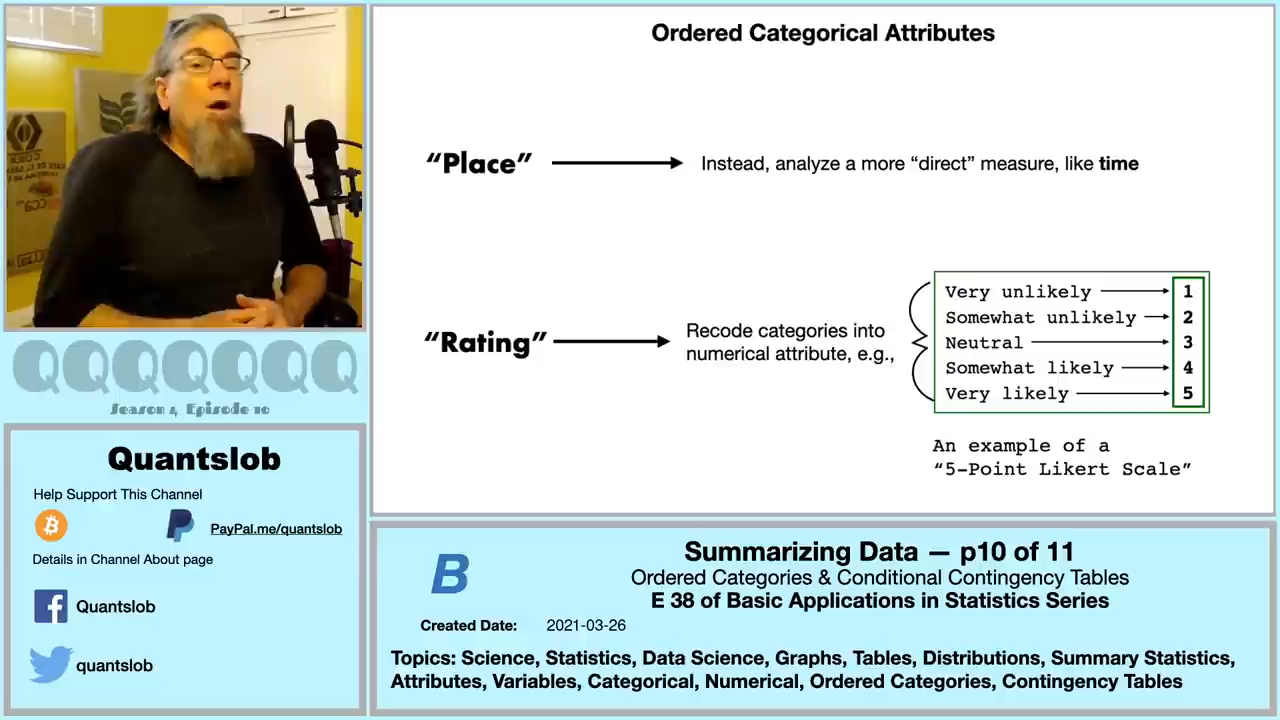 Ordered Categorical Attributes
“Place”
Instead, analyze a more “direct” measure, like time
“Rating”
Recode categories into
numerical attribute, e.g.,
Very unlikely 1
Somewhat unlikely 2
Neutral 3
Somewhat likely 4
Very likely 5
An example of a
“5-Point Likert Scale”
QQQQQQQ
Season 4, Episode 10
Quantslob
Help Support This Channel
PayPal.me/quantslob
Details in Channel About page
Quantslob
quantslob
B
Summarizing Data — p10 of 11
Ordered Categories & Conditional Contingency Tables
E 38 of Basic Applications in Statistics Series
Created Date: 2021-03-26
Topics: Science, Statistics, Data Science, Graphs, Tables, Distributions, Summary Statistics,
Attributes, Variables, Categorical, Numerical, Ordered Categories, Contingency Tables